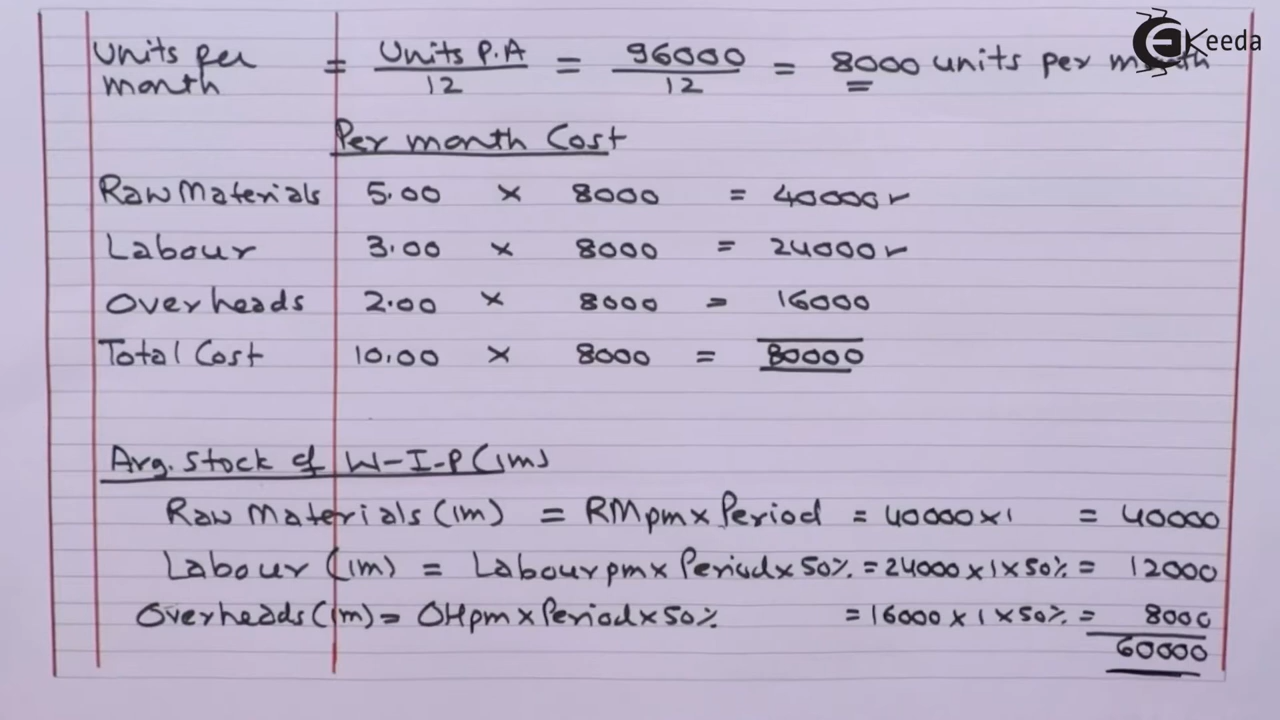 Units per month = Units P.A / 12 = 96000 / 12 = 8000 units per month
Keeda
Per month Cost
Raw Materials 5.00 × 8000 = 40000
Labour 3.00 × 8000 = 24000
Overheads 2.00 × 8000 = 16000
Total Cost 10.00 × 8000 = 80000
Avg. Stock of W-I-P (1m)
Raw Materials (1m) = RMpm × Period = 40000 × 1 = 40000
Labour (1m) = Labourpm × Period × 50% = 24000 × 1 × 50% = 12000
Overheads (1m) = OHpm × Period × 50% = 16000 × 1 × 50% = 8000
60000